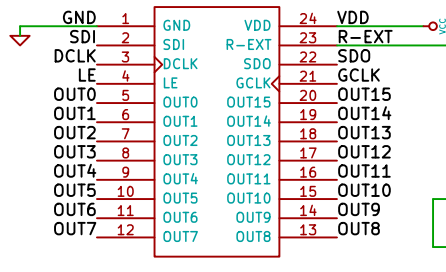 GND 1 GND VDD 24 VDD
SDI 2 SDI R-EXT 23 R-EXT
DCLK 3 DCLK SDO 22 SDO
LE 4 LE GCLK 21 GCLK
OUT0 5 OUT0 OUT15 20 OUT15
OUT1 6 OUT1 OUT14 19 OUT14
OUT2 7 OUT2 OUT13 18 OUT13
OUT3 8 OUT3 OUT12 17 OUT12
OUT4 9 OUT4 OUT11 16 OUT11
OUT5 10 OUT5 OUT10 15 OUT10
OUT6 11 OUT6 OUT9 14 OUT9
OUT7 12 OUT7 OUT8 13 OUT8
VCC